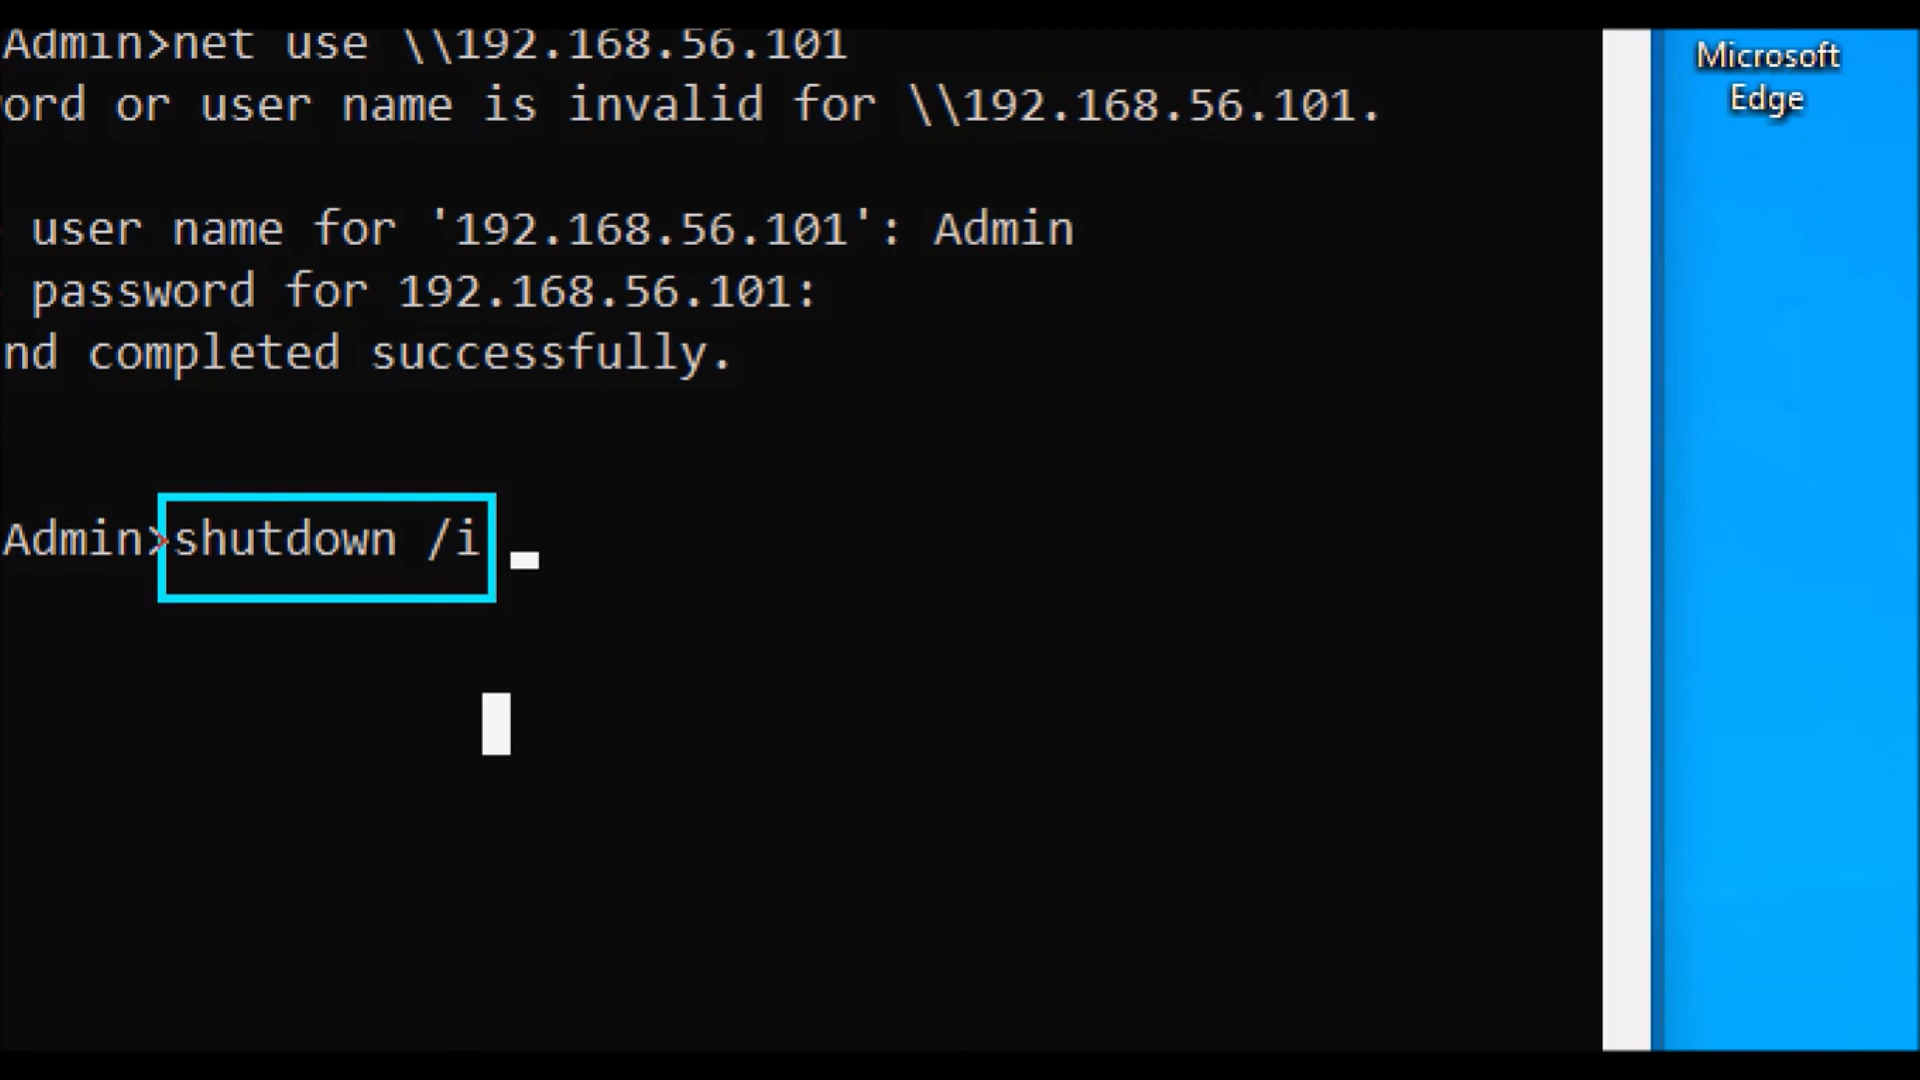 Admin>net use \\192.168.56.101
ord or user name is invalid for \\192.168.56.101.
user name for '192.168.56.101': Admin
password for 192.168.56.101:
nd completed successfully.
Admin>shutdown /i
Microsoft
Edge